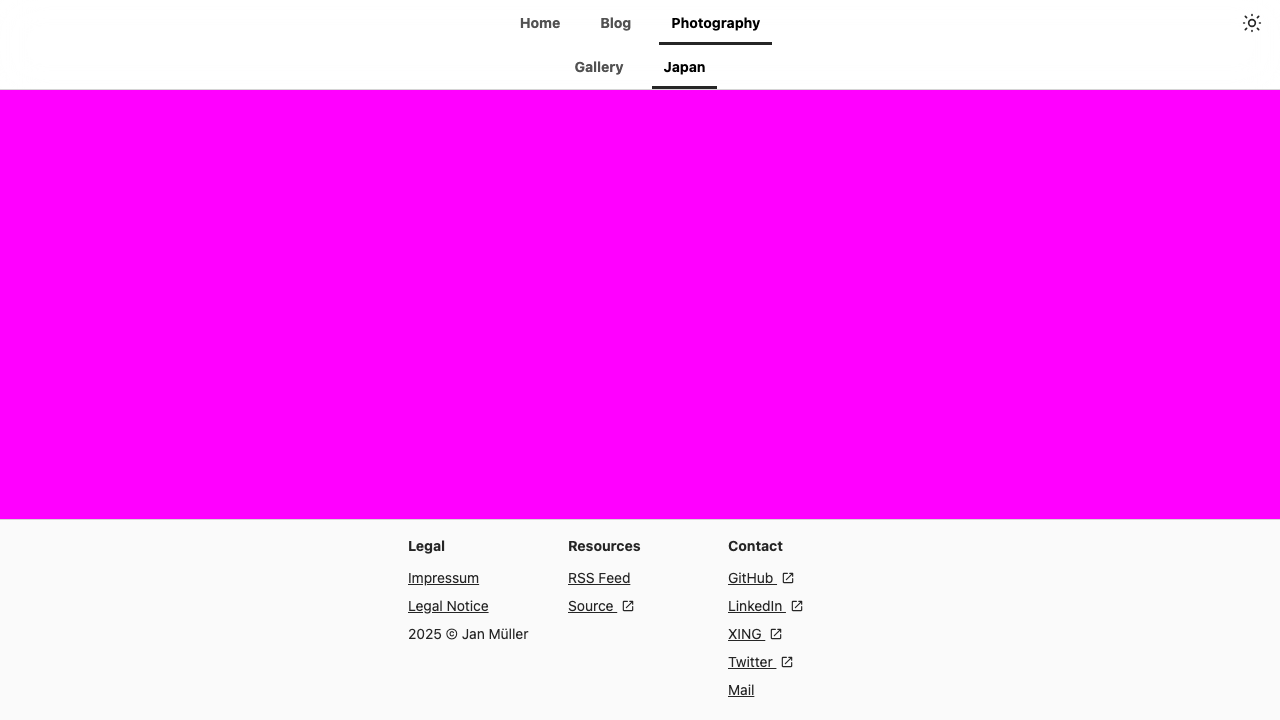 Home Blog Photography
Gallery Japan
Legal
Impressum
Legal Notice
2025 © Jan Müller
Resources
RSS Feed
Source
Contact
GitHub
LinkedIn
XING
Twitter
Mail